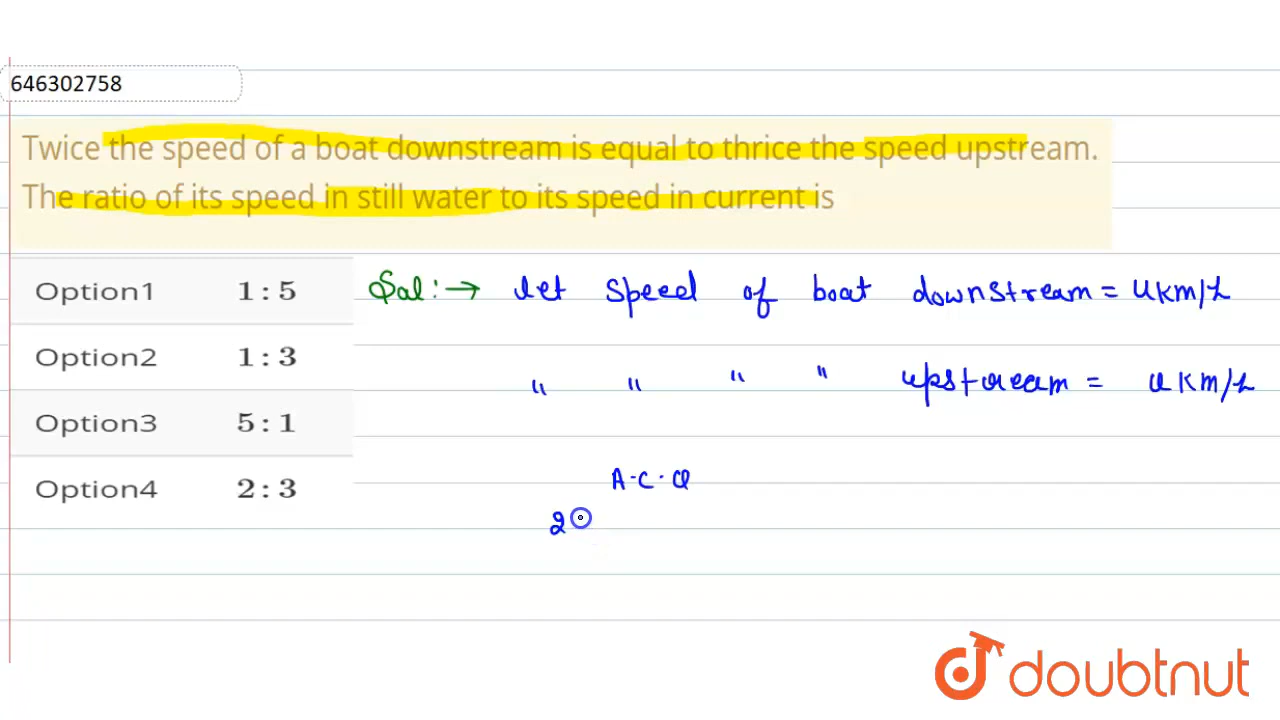 646302758
Twice the speed of a boat downstream is equal to thrice the speed upstream.
The ratio of its speed in still water to its speed in current is
Option1 1 : 5
Option2 1 : 3
Option3 5 : 1
Option4 2 : 3
Sol:→ let speed of boat downstream = u km/h
" " " " upstream = v km/h
A.C.Q
2
doubtnut